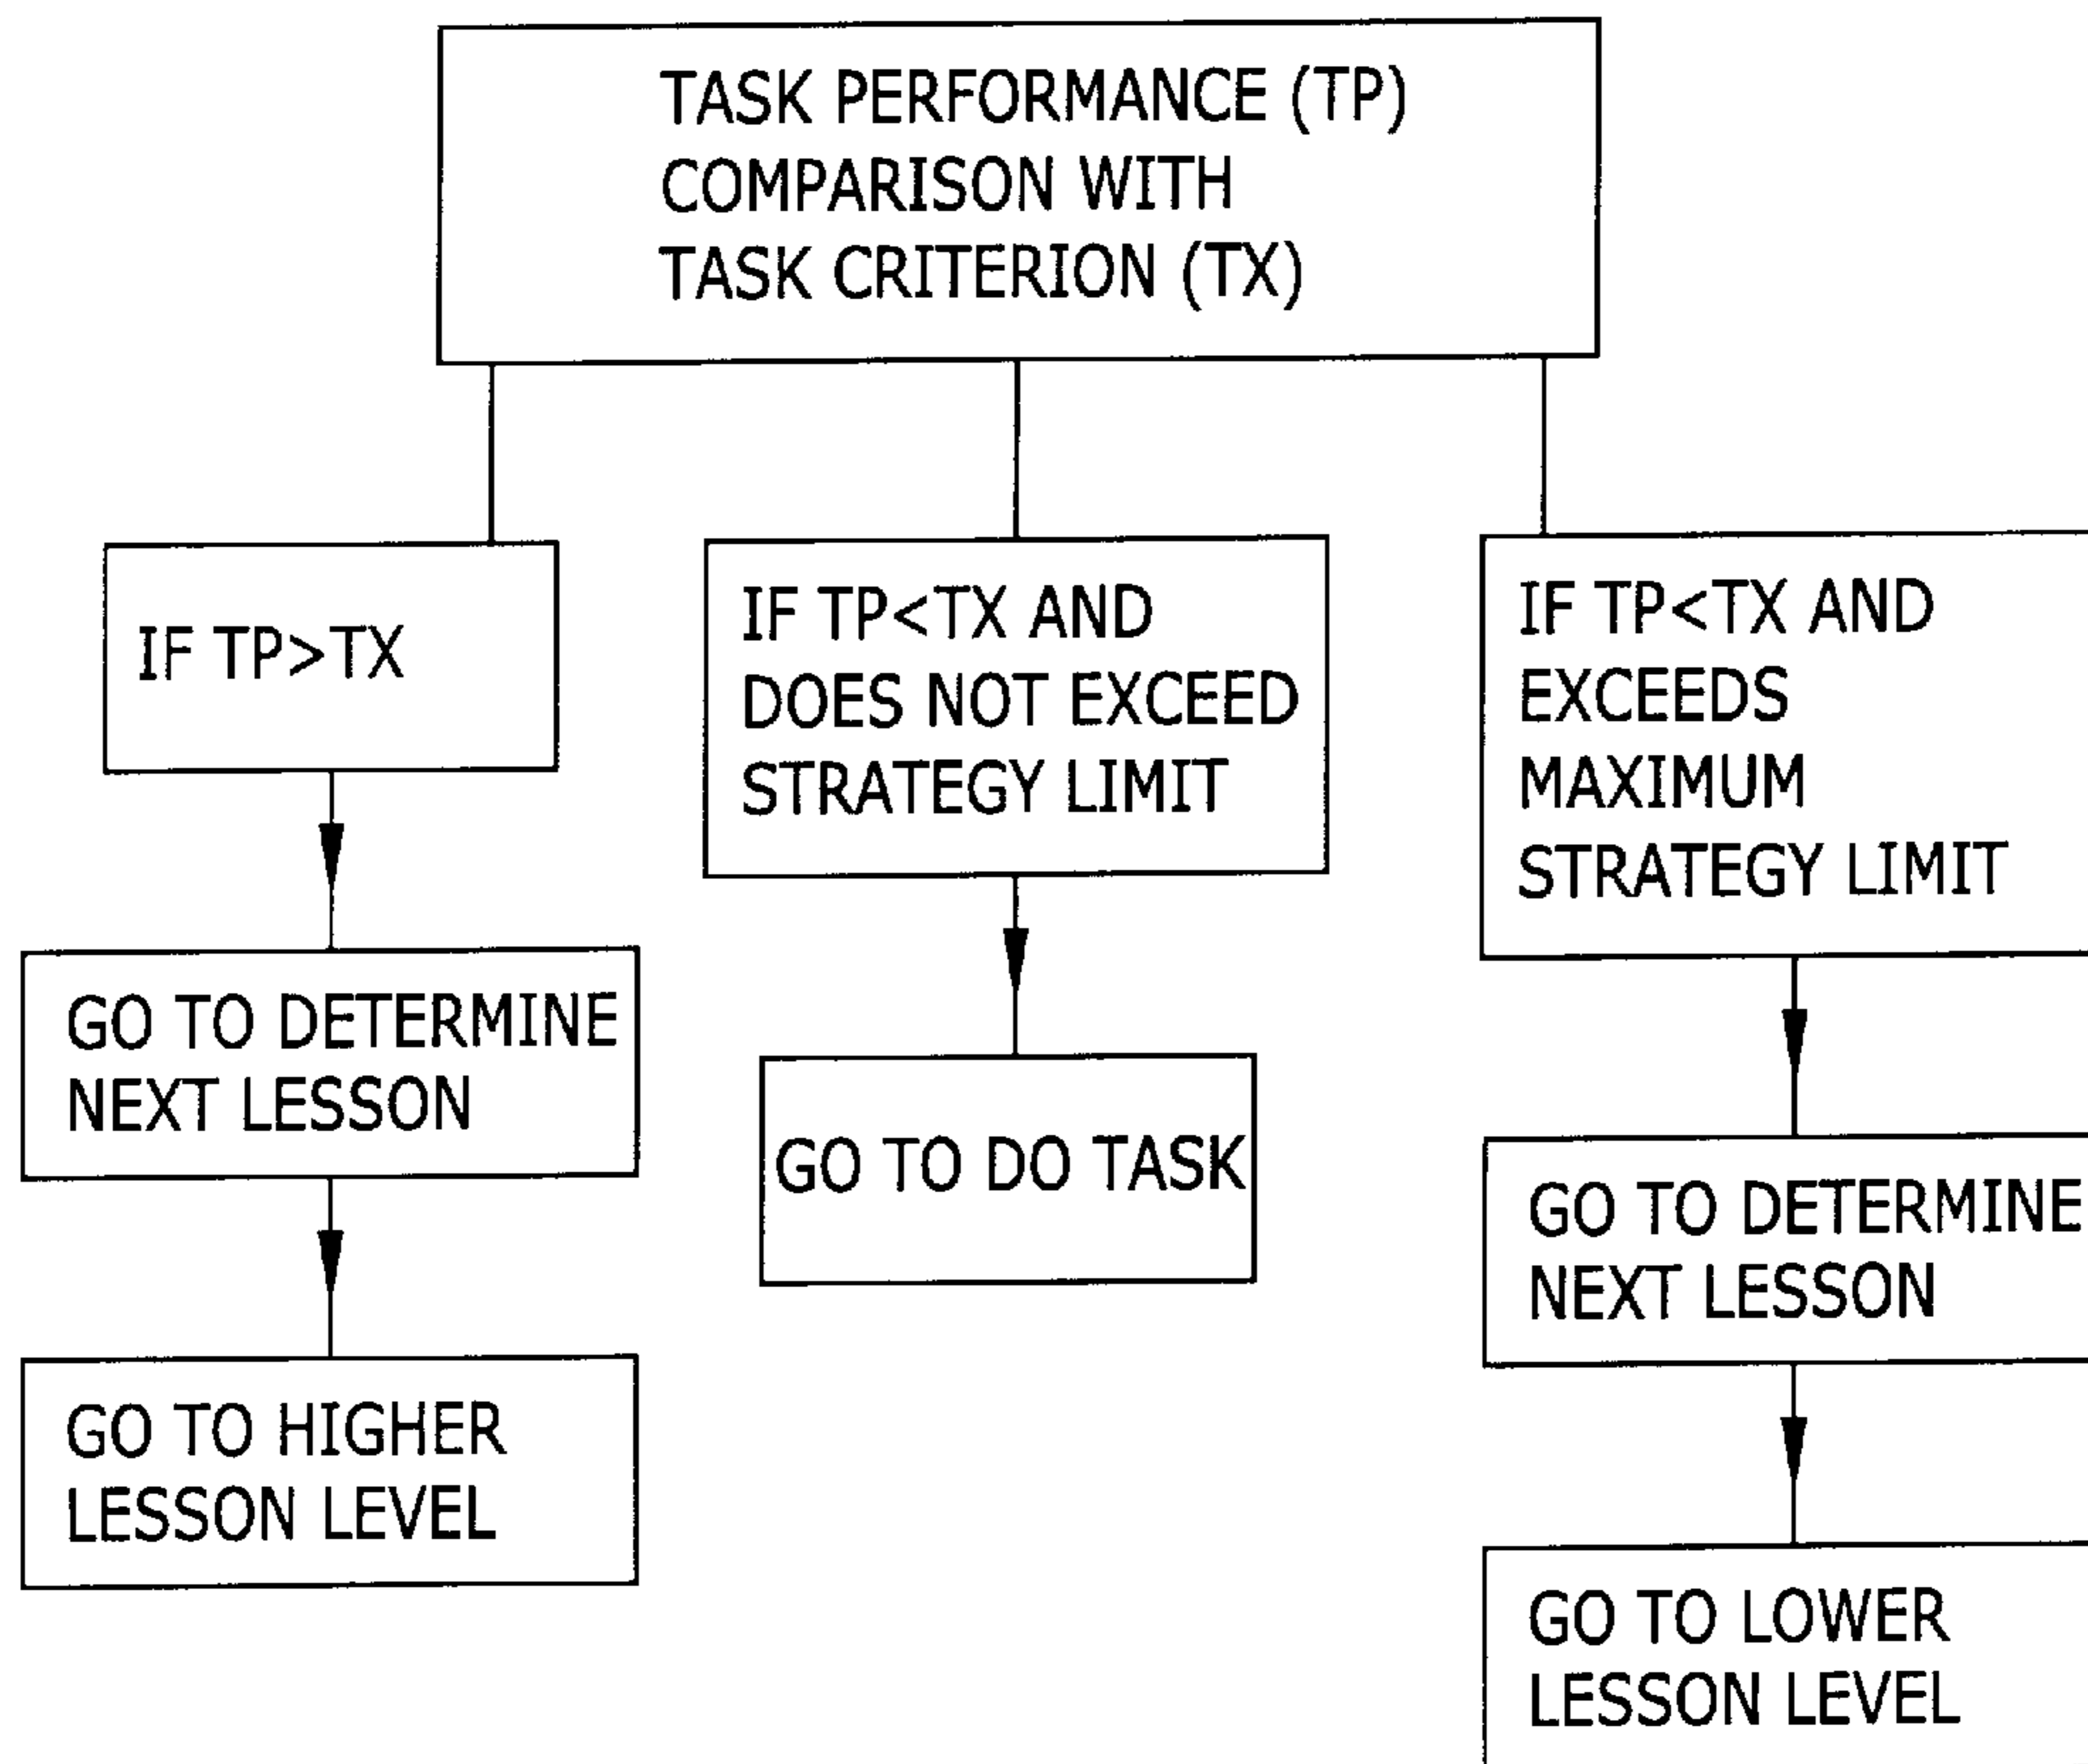 TASK PERFORMANCE (TP)
COMPARISON WITH
TASK CRITERION (TX)
IF TP>TX
GO TO DETERMINE
NEXT LESSON
GO TO HIGHER
LESSON LEVEL
IF TP<TX AND
DOES NOT EXCEED
STRATEGY LIMIT
GO TO DO TASK
IF TP<TX AND
EXCEEDS
MAXIMUM
STRATEGY LIMIT
GO TO DETERMINE
NEXT LESSON
GO TO LOWER
LESSON LEVEL